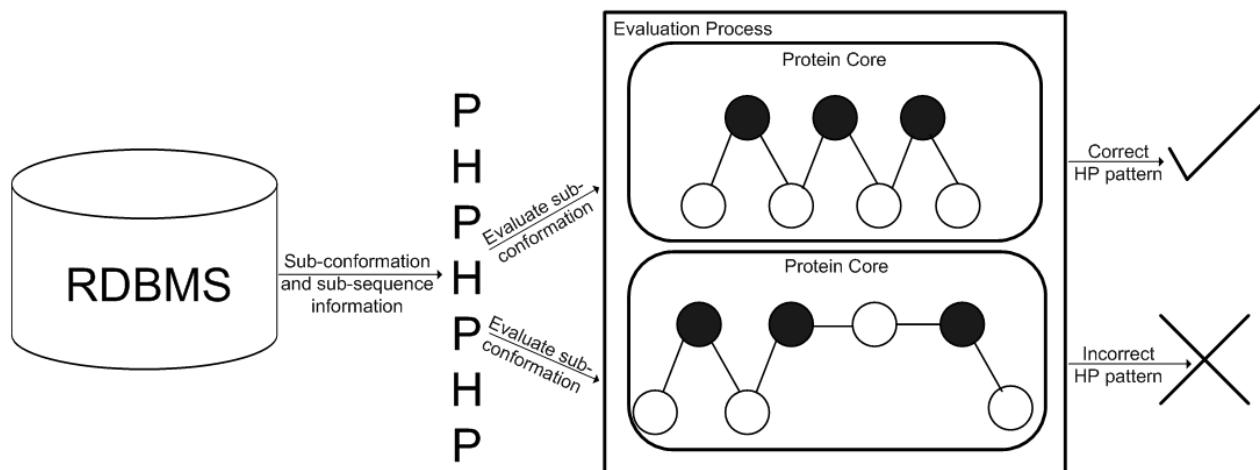 RDBMS
Sub-conformation
and sub-sequence
information
P
H
P
H
P
H
P
Evaluate sub-
conformation
Evaluate sub-
conformation
Evaluation Process
Protein Core
Protein Core
Correct
HP pattern
Incorrect
HP pattern